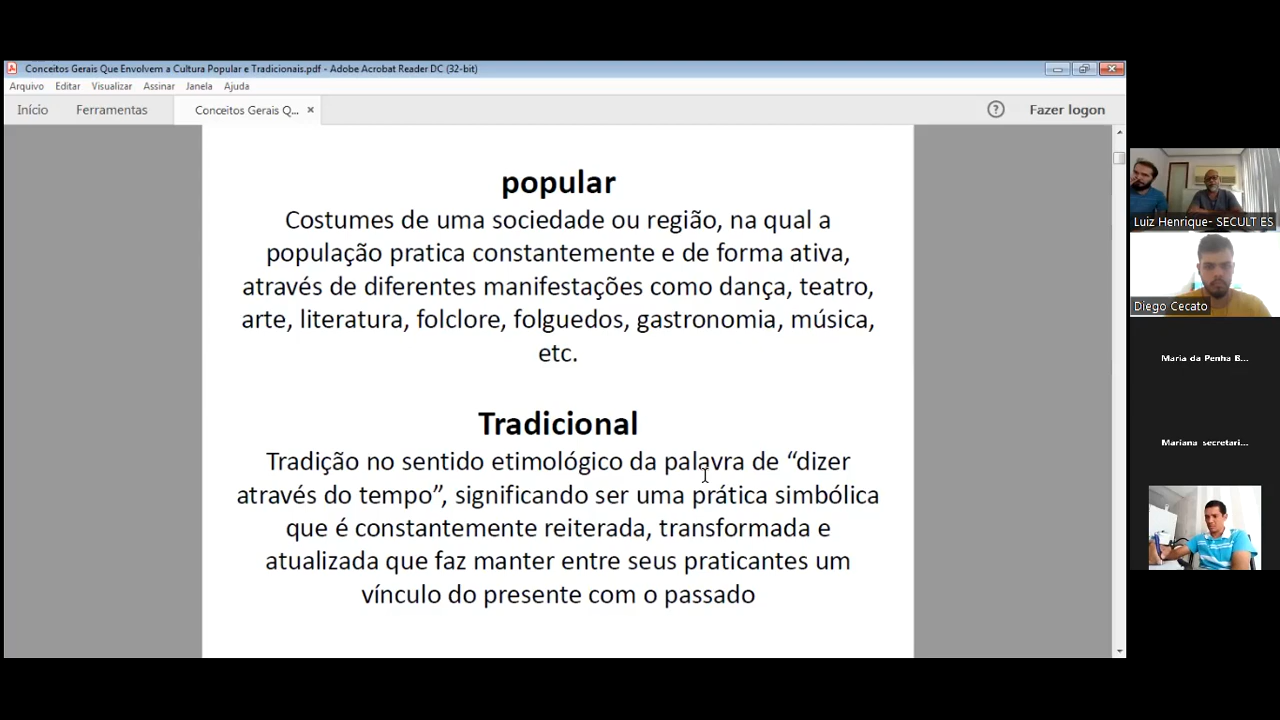 Conceitos Gerais Que Envolvem a Cultura Popular e Tradicionais.pdf - Adobe Acrobat Reader DC (32-bit)
Arquivo Editar Visualizar Assinar Janela Ajuda
Início Ferramentas Conceitos Gerais Q... × ? Fazer logon
popular
Costumes de uma sociedade ou região, na qual a
população pratica constantemente e de forma ativa,
através de diferentes manifestações como dança, teatro,
arte, literatura, folclore, folguedos, gastronomia, música,
etc.
Tradicional
Tradição no sentido etimológico da palavra de “dizer
através do tempo”, significando ser uma prática simbólica
que é constantemente reiterada, transformada e
atualizada que faz manter entre seus praticantes um
vínculo do presente com o passado
Luiz Henrique- SECULT ES
Diego Cecato
Maria da Penha B...
Mariana secretari...